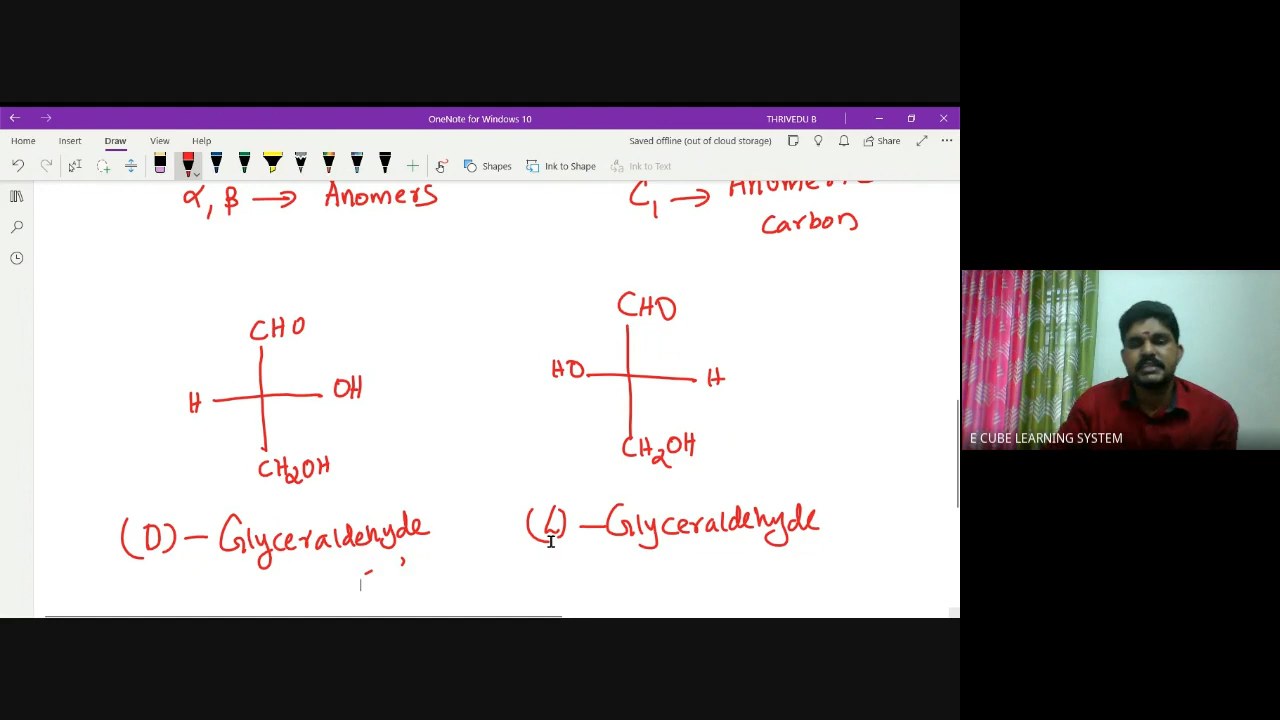 OneNote for Windows 10
THRIVEDU B
Home Insert Draw View Help
Saved offline (out of cloud storage)
Share
Shapes
Ink to Shape
Ink to Text
α, β → Anomers
C1 →
carbon
CHO
H
OH
CH2OH
(D) – Glyceraldehyde
CHO
HO
H
CH2OH
(L) – Glyceraldehyde
E CUBE LEARNING SYSTEM